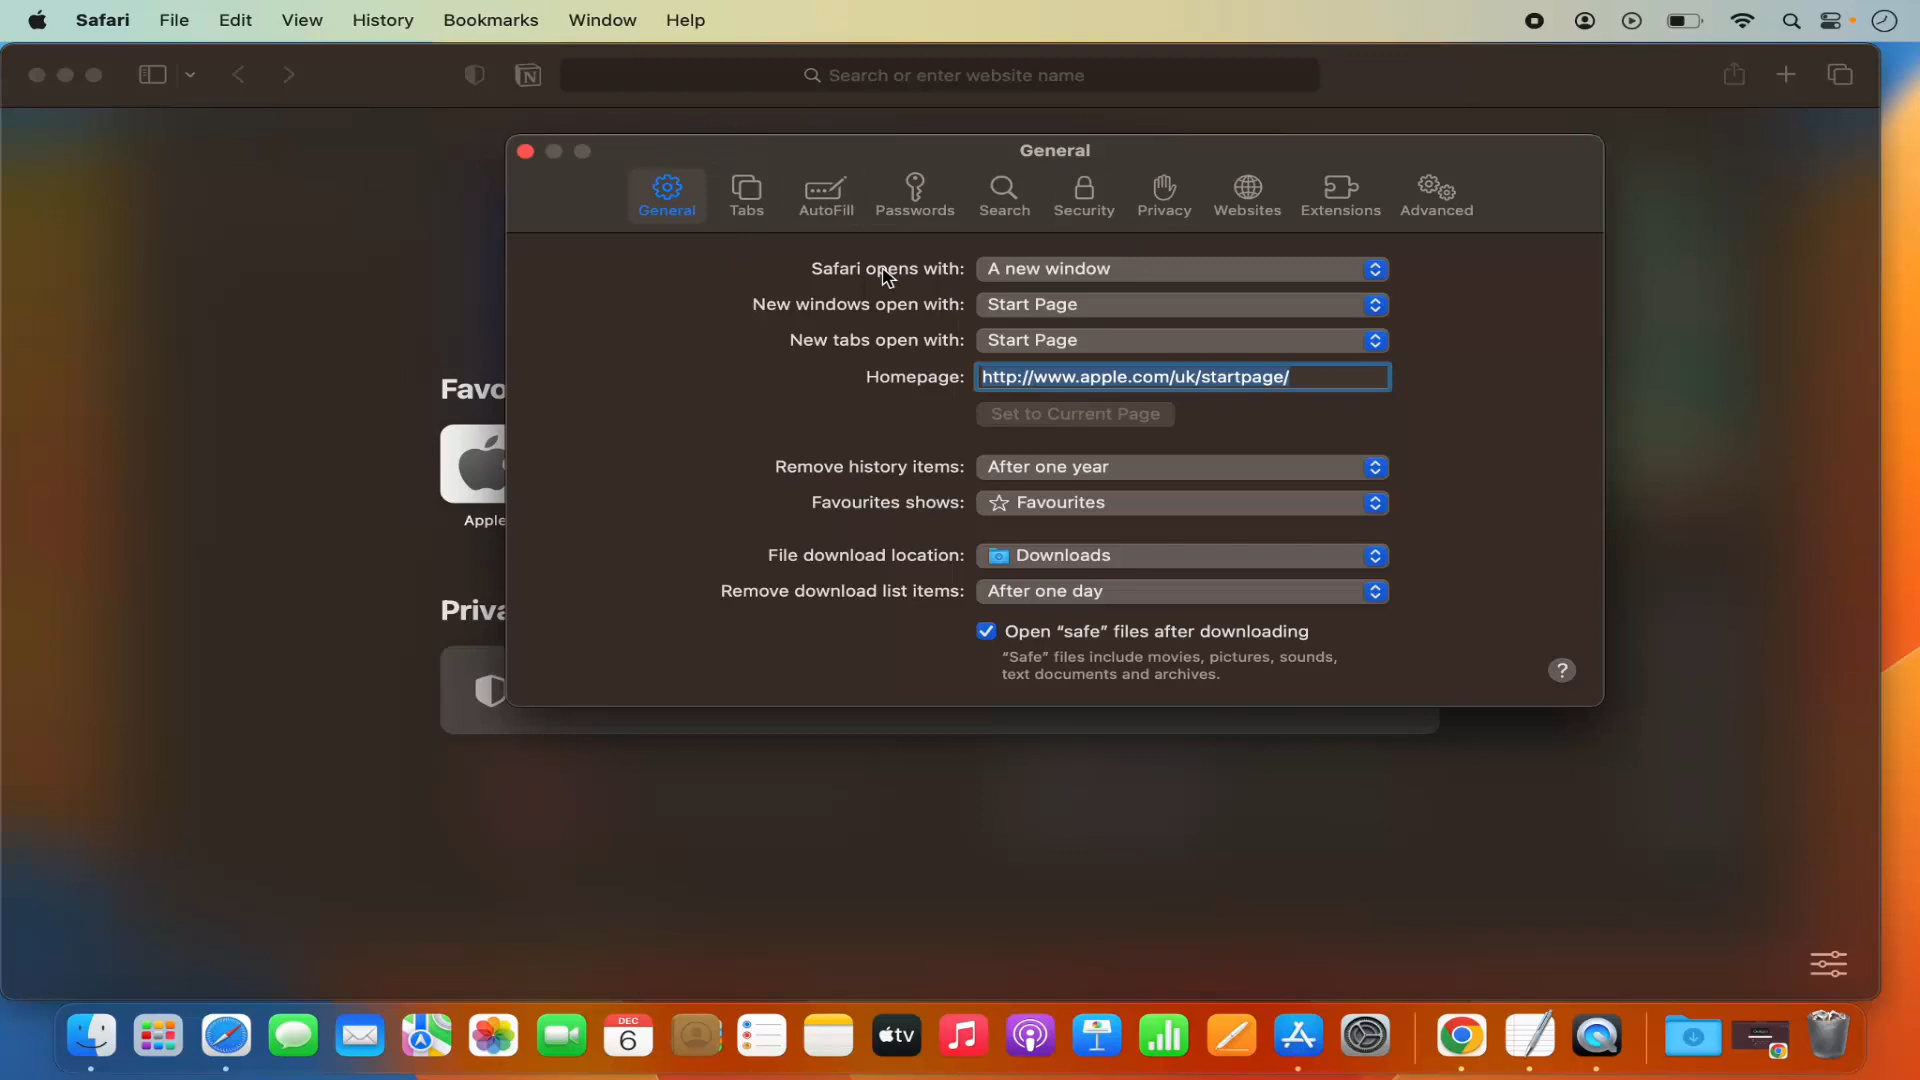 Safari File Edit View History Bookmarks Window Help
Search or enter website name
General
General Tabs AutoFill Passwords Search Security Privacy Websites Extensions Advanced
Safari opens with: A new window
New windows open with: Start Page
New tabs open with: Start Page
Homepage: http://www.apple.com/uk/startpage/
Set to Current Page
Favo
Remove history items: After one year
Favourites shows: ☆ Favourites
Apple
File download location: Downloads
Remove download list items: After one day
Priva
Open “safe” files after downloading
“Safe” files include movies, pictures, sounds,
text documents and archives.
?
DEC
6
tv